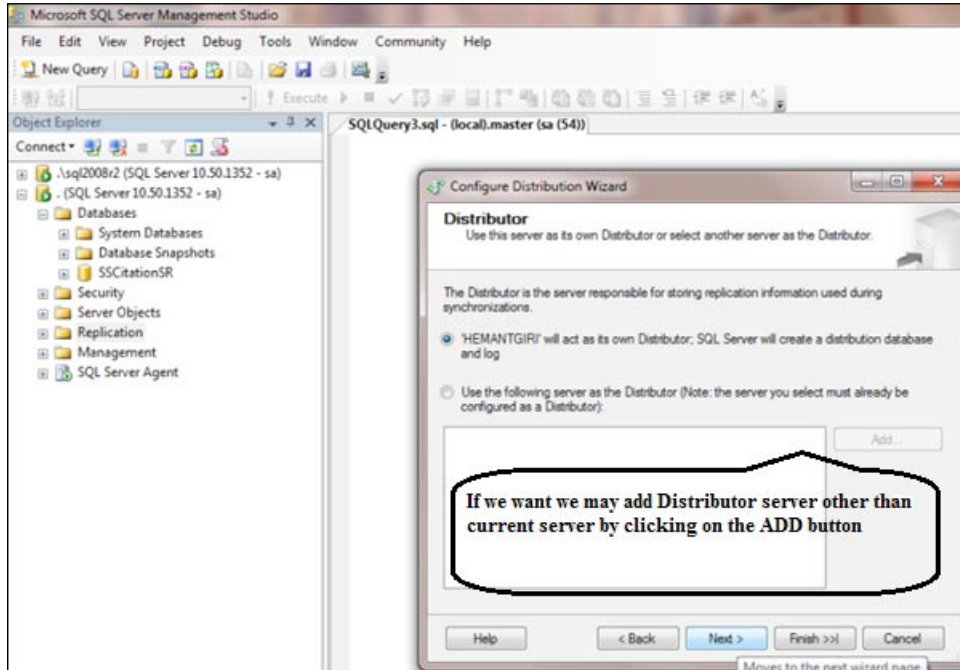 Microsoft SQL Server Management Studio
File Edit View Project Debug Tools Window Community Help
New Query
Execute
Object Explorer
SQLQuery3.sql - (local).master (sa (54))
Connect
.\sql2008r2 (SQL Server 10.50.1352 - sa)
. (SQL Server 10.50.1352 - sa)
Databases
System Databases
Database Snapshots
SSCitationSR
Security
Server Objects
Replication
Management
SQL Server Agent
Configure Distribution Wizard
Distributor
Use this server as its own Distributor or select another server as the Distributor.
The Distributor is the server responsible for storing replication information used during
synchronizations.
'HEMANTGIRI' will act as its own Distributor; SQL Server will create a distribution database
and log
Use the following server as the Distributor (Note: the server you select must already be
configured as a Distributor):
Add...
If we want we may add Distributor server other than
current server by clicking on the ADD button
Help < Back Next > Finish >>| Cancel
Moves to the next wizard page